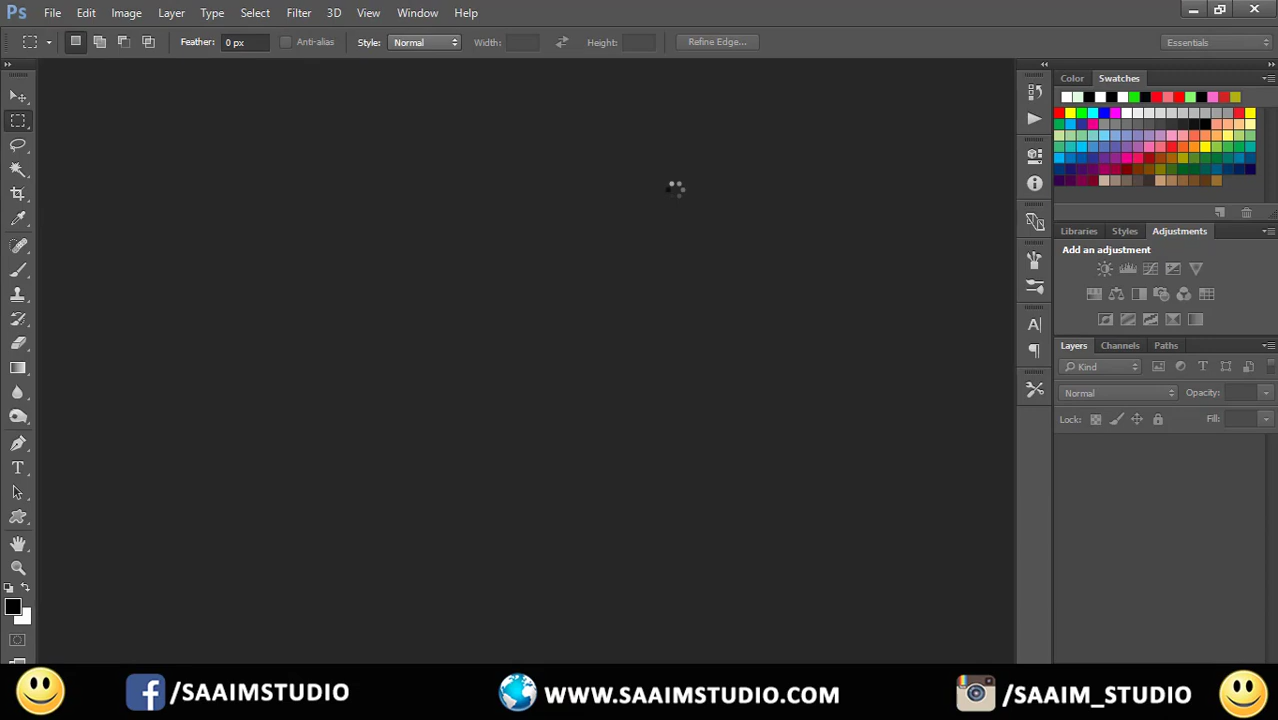 Ps File Edit Image Layer Type Select Filter 3D View Window Help
Feather: 0 px Anti-alias Style: Normal Width: Height: Refine Edge... Essentials
Color Swatches
Libraries Styles Adjustments
Add an adjustment
Layers Channels Paths
Kind
Normal Opacity:
Lock: Fill:
/SAAIMSTUDIO WWW.SAAIMSTUDIO.COM /SAAIM_STUDIO